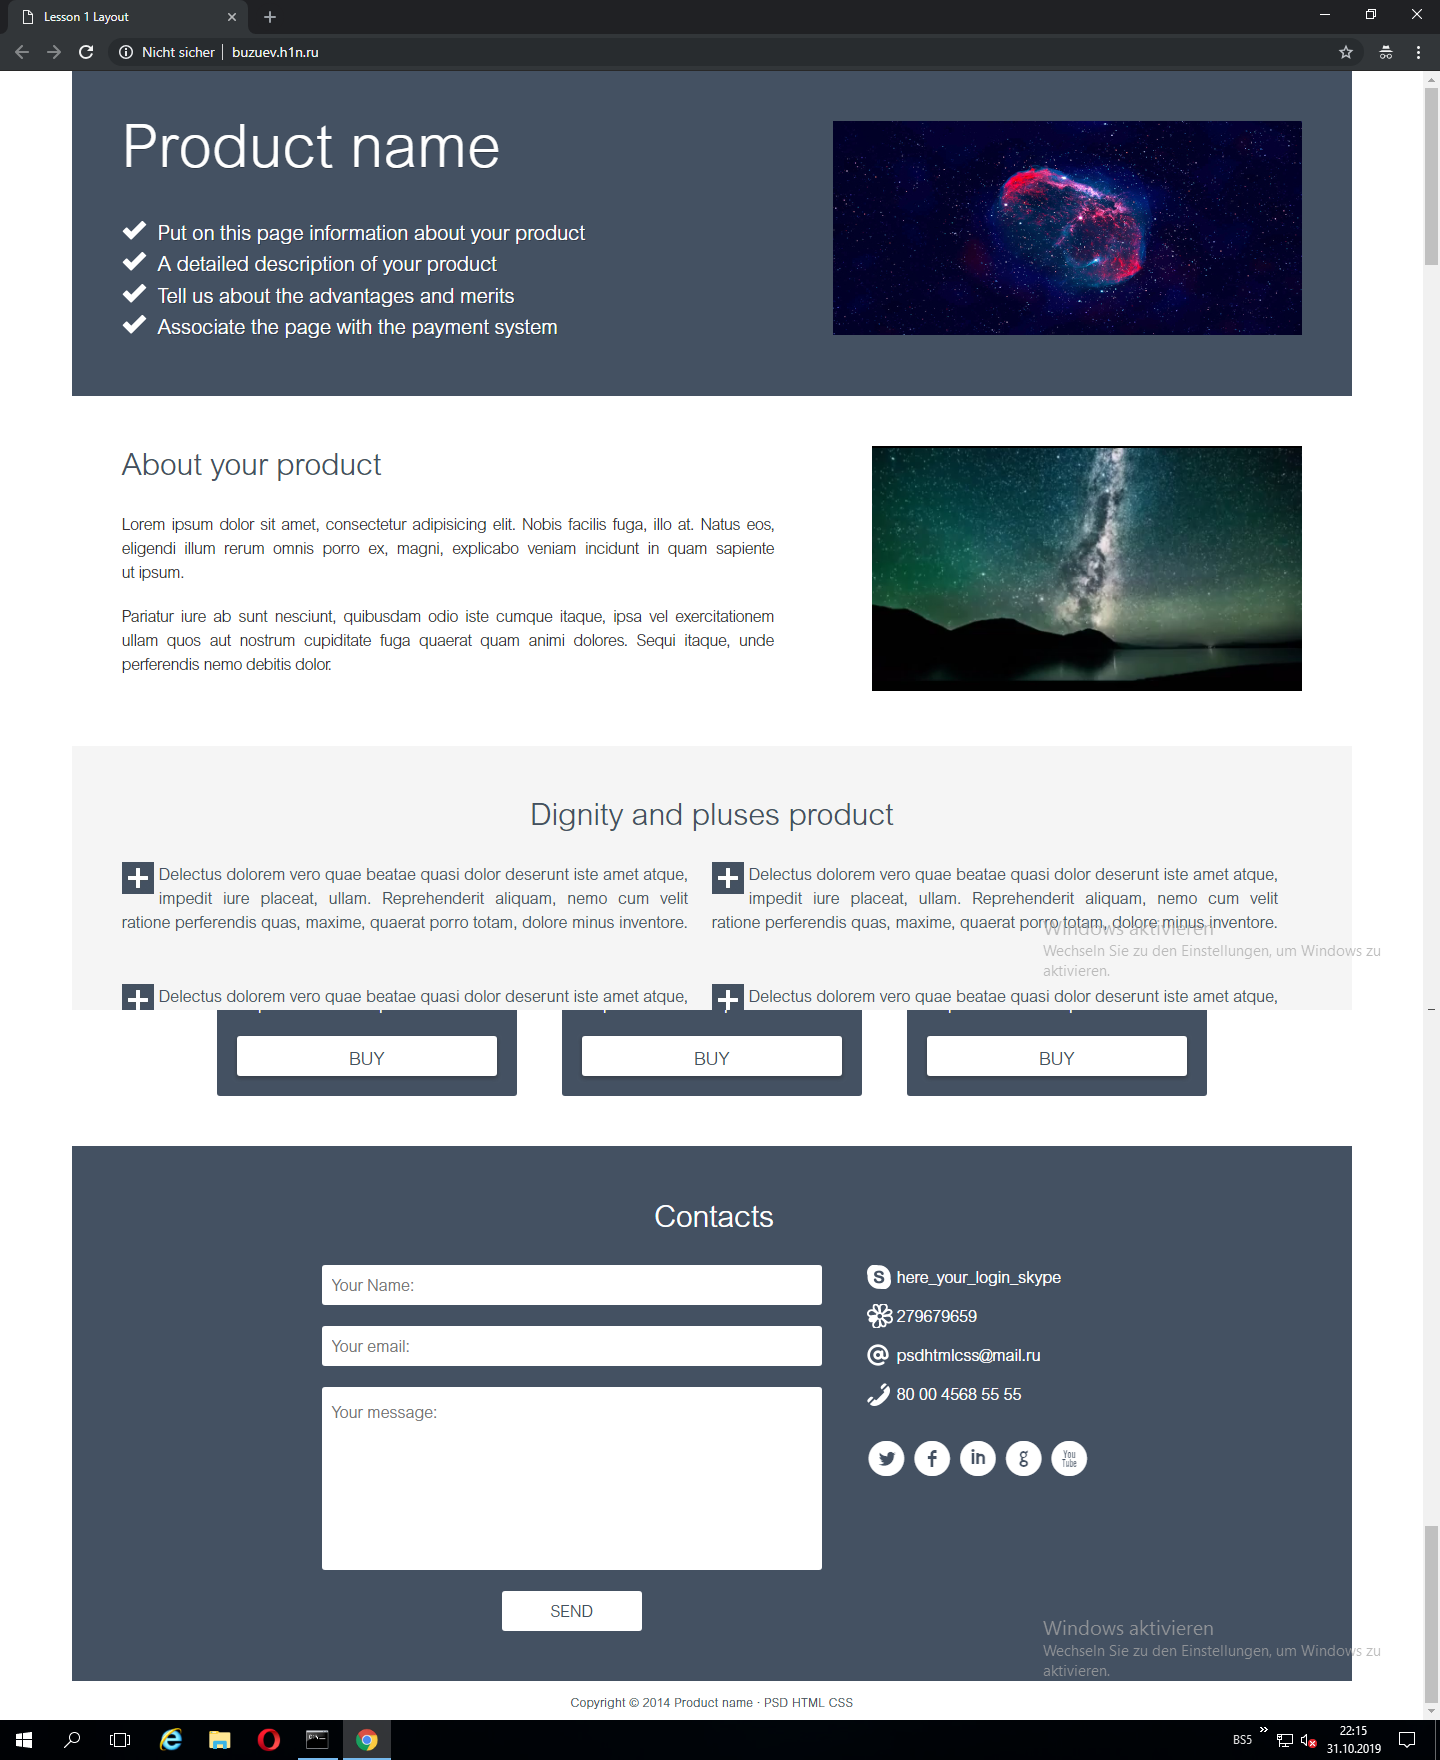 Lesson 1 Layout
Nicht sicher
buzuev.h1n.ru
Product name
Put on this page information about your product
A detailed description of your product
Tell us about the advantages and merits
Associate the page with the payment system
About your product
Lorem ipsum dolor sit amet, consectetur adipisicing elit. Nobis facilis fuga, illo at. Natus eos,
eligendi illum rerum omnis porro ex, magni, explicabo veniam incidunt in quam sapiente
ut ipsum.
Pariatur iure ab sunt nesciunt, quibusdam odio iste cumque itaque, ipsa vel exercitationem
ullam quos aut nostrum cupiditate fuga quaerat quam animi dolores. Sequi itaque, unde
perferendis nemo debitis dolor.
Dignity and pluses product
Delectus dolorem vero quae beatae quasi dolor deserunt iste amet atque,
impedit iure placeat, ullam. Reprehenderit aliquam, nemo cum velit
ratione perferendis quas, maxime, quaerat porro totam, dolore minus inventore.
Delectus dolorem vero quae beatae quasi dolor deserunt iste amet atque,
impedit iure placeat, ullam. Reprehenderit aliquam, nemo cum velit
ratione perferendis quas, maxime, quaerat porro totam, dolore minus inventore.
Windows aktivieren
Wechseln Sie zu den Einstellungen, um Windows zu
aktivieren.
Delectus dolorem vero quae beatae quasi dolor deserunt iste amet atque,
Delectus dolorem vero quae beatae quasi dolor deserunt iste amet atque,
BUY
BUY
BUY
Contacts
Your Name:
Your email:
Your message:
SEND
here_your_login_skype
279679659
psdhtmlcss@mail.ru
80 00 4568 55 55
You
Tube
Windows aktivieren
Wechseln Sie zu den Einstellungen, um Windows zu
aktivieren.
Copyright © 2014 Product name - PSD HTML CSS
BS5
22:15
31.10.2019